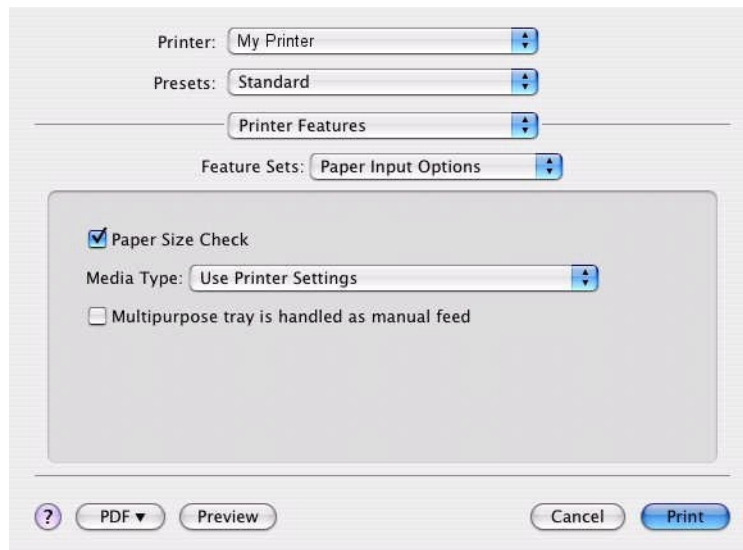 Printer: My Printer
Presets: Standard
Printer Features
Feature Sets: Paper Input Options
Paper Size Check
Media Type: Use Printer Settings
Multipurpose tray is handled as manual feed
? PDF ▼ Preview Cancel Print